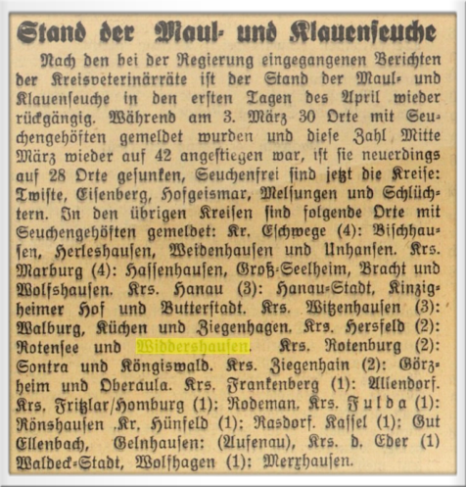 Stand der Maul- und Klauenseuche
Nach den bei der Regierung eingegangenen Berichten
der Kreisveterinärräte ist der Stand der Maul- und
Klauenseuche in den ersten Tagen des April wieder
rückgängig. Während am 3. März 30 Orte mit Seu-
chengehöften gemeldet wurden und diese Zahl Mitte
März wieder auf 42 angestiegen war, ist sie neuerdings
auf 28 Orte gesunken, Seuchenfrei sind jetzt die Kreise:
Twiste, Eisenberg, Hofgeismar, Melsungen und Schlüch-
tern. In den übrigen Kreisen sind folgende Orte mit
Seuchengehöften gemeldet: Kr. Eschwege (4): Bischhau-
sen, Herleshausen, Weidenhausen und Unhausen. Krs.
Marburg (4): Hassenhausen, Groß-Seelheim, Bracht und
Wolfshausen. Krs. Hanau (3): Hanau-Stadt, Kinzig-
heimer Hof und Butterstadt. Krs. Witzenhausen (3):
Walburg, Küchen und Ziegenhagen. Krs. Hersfeld (2):
Rotensee und Widdershausen. Krs. Rotenburg (2):
Sontra und Köngiswald. Krs. Ziegenhain (2): Görz-
heim und Oberaula. Krs. Frankenberg (1): Allendorf.
Krs. Fritzlar/Homburg (1): Rodeman. Krs. Fulda (1):
Rönshausen Kr. Hünfeld (1): Rasdorf. Kassel (1): Gut
Ellenbach, Gelnhausen: (Aufenau), Krs. d. Eder (1)
Waldeck-Stadt, Wolfhagen (1): Merxhausen.